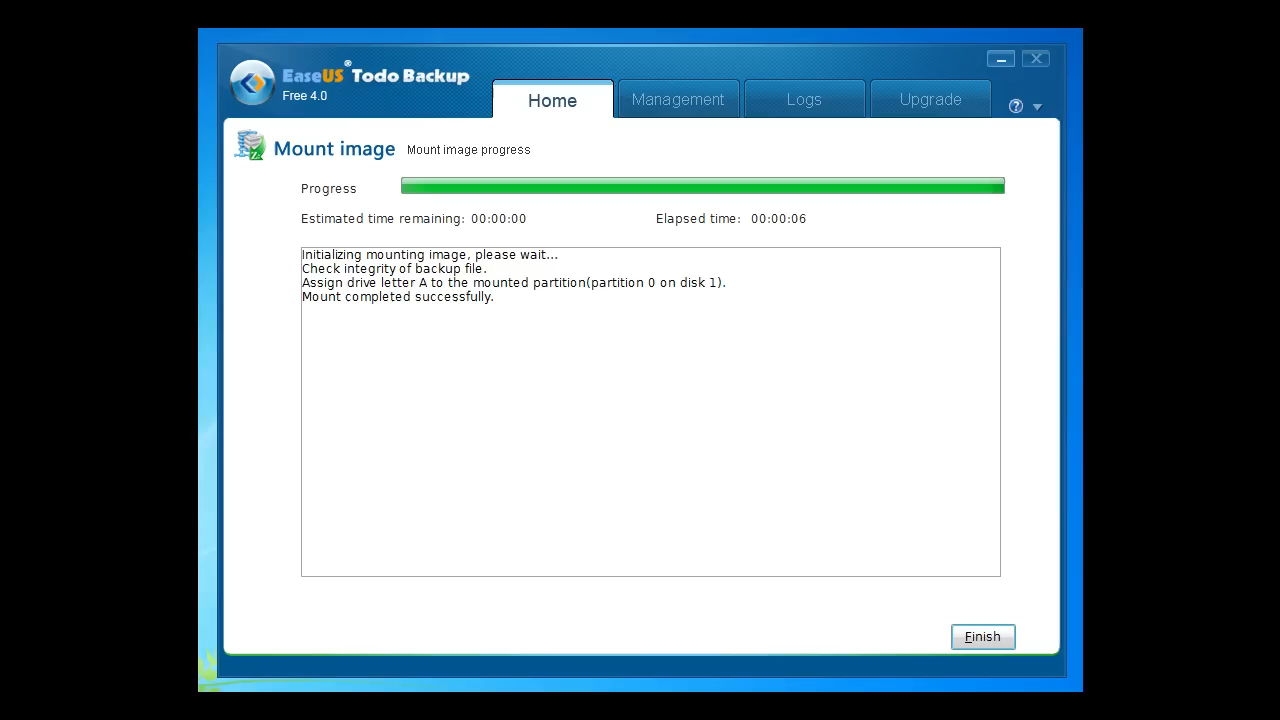 EaseUS® Todo Backup
Free 4.0
Home
Management
Logs
Upgrade
?
Mount image
Mount image progress
Progress
Estimated time remaining: 00:00:00
Elapsed time: 00:00:06
Initializing mounting image, please wait...
Check integrity of backup file.
Assign drive letter A to the mounted partition(partition 0 on disk 1).
Mount completed successfully.
Finish